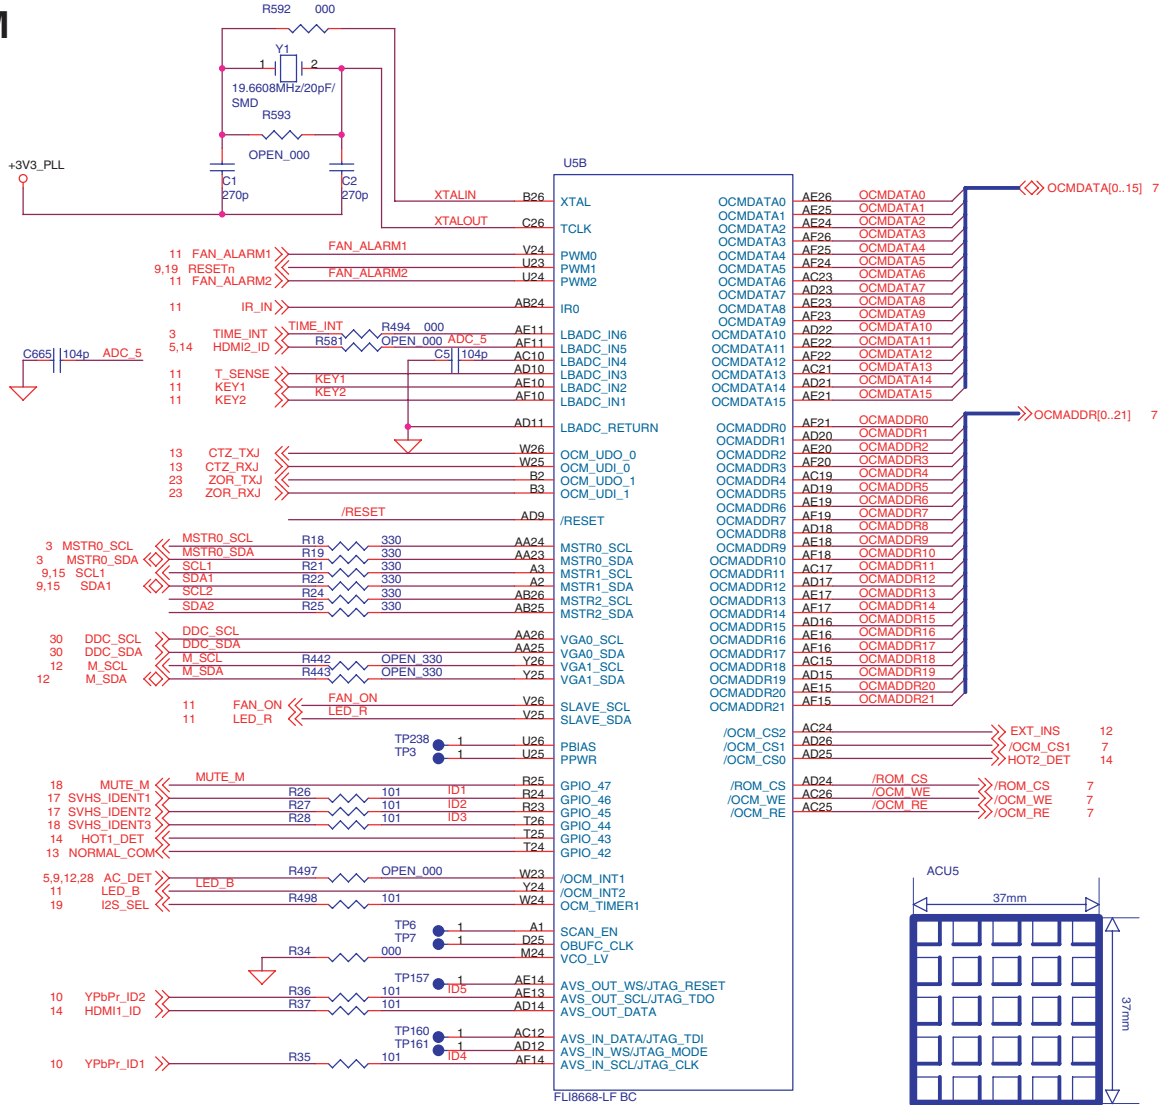 M
R592 000
Y1
1 2
19.6608MHz/20pF/
SMD
R593
OPEN_000
+3V3_PLL
C1
270p
C2
270p
U5B
XTALIN B26 XTAL
XTALOUT C26 TCLK
11 FAN_ALARM1 FAN_ALARM1 V24 PWM0
9,19 RESETn U23 PWM1
11 FAN_ALARM2 FAN_ALARM2 U24 PWM2
11 IR_IN AB24 IR0
3 TIME_INT TIME_INT R494 000 AE11 LBADC_IN6
5,14 HDMI2_ID R581 OPEN_000 AF11 LBADC_IN5
C665 104p ADC_5
C5 104p ADC_5 AC10 LBADC_IN4
11 T_SENSE AD10 LBADC_IN3
11 KEY1 KEY1 AE10 LBADC_IN2
11 KEY2 KEY2 AF10 LBADC_IN1
AD11 LBADC_RETURN
13 CTZ_TXJ W26 OCM_UDO_0
13 CTZ_RXJ W25 OCM_UDI_0
23 ZOR_TXJ B2 OCM_UDO_1
23 ZOR_RXJ B3 OCM_UDI_1
/RESET AD9 /RESET
3 MSTR0_SCL MSTR0_SCL R18 330 AA24 MSTR0_SCL
3 MSTR0_SDA MSTR0_SDA R19 330 AA23 MSTR0_SDA
9,15 SCL1 SCL1 R21 330 A3 MSTR1_SCL
9,15 SDA1 SDA1 R22 330 A2 MSTR1_SDA
SCL2 R24 330 AB26 MSTR2_SCL
SDA2 R25 330 AB25 MSTR2_SDA
30 DDC_SCL DDC_SCL AA26 VGA0_SCL
30 DDC_SDA DDC_SDA AA25 VGA0_SDA
12 M_SCL M_SCL R442 OPEN_330 Y26 VGA1_SCL
12 M_SDA M_SDA R443 OPEN_330 Y25 VGA1_SDA
11 FAN_ON FAN_ON V26 SLAVE_SCL
11 LED_R LED_R V25 SLAVE_SDA
TP238 1 U26 PBIAS
TP3 1 U25 PPWR
18 MUTE_M MUTE_M R25 GPIO_47
17 SVHS_IDENT1 R26 101 ID1 R24 GPIO_46
17 SVHS_IDENT2 R27 101 ID2 R23 GPIO_45
18 SVHS_IDENT3 R28 101 ID3 T26 GPIO_44
14 HOT1_DET T25 GPIO_43
13 NORMAL_COM T24 GPIO_42
5,9,12,28 AC_DET R497 OPEN_000 W23 /OCM_INT1
11 LED_B LED_B Y24 /OCM_INT2
19 I2S_SEL R498 101 W24 OCM_TIMER1
TP6 1 A1 SCAN_EN
TP7 1 D25 OBUFC_CLK
R34 000 M24 VCO_LV
TP157 1 AE14 AVS_OUT_WS/JTAG_RESET
10 YPbPr_ID2 R36 101 ID5 AE13 AVS_OUT_SCL/JTAG_TDO
14 HDMI1_ID R37 101 AD14 AVS_OUT_DATA
TP160 1 AC12 AVS_IN_DATA/JTAG_TDI
TP161 1 AD12 AVS_IN_WS/JTAG_MODE
10 YPbPr_ID1 R35 101 ID4 AF14 AVS_IN_SCL/JTAG_CLK
FLI8668-LF BC
OCMDATA0 AE26 OCMDATA0
OCMDATA1 AE25 OCMDATA1
OCMDATA2 AE24 OCMDATA2
OCMDATA3 AF26 OCMDATA3
OCMDATA4 AF25 OCMDATA4
OCMDATA5 AF24 OCMDATA5
OCMDATA6 AC23 OCMDATA6
OCMDATA7 AD23 OCMDATA7
OCMDATA8 AE23 OCMDATA8
OCMDATA9 AF23 OCMDATA9
OCMDATA10 AD22 OCMDATA10
OCMDATA11 AE22 OCMDATA11
OCMDATA12 AF22 OCMDATA12
OCMDATA13 AC21 OCMDATA13
OCMDATA14 AD21 OCMDATA14
OCMDATA15 AE21 OCMDATA15
OCMDATA[0..15] 7
OCMADDR0 AF21 OCMADDR0
OCMADDR1 AD20 OCMADDR1
OCMADDR2 AE20 OCMADDR2
OCMADDR3 AF20 OCMADDR3
OCMADDR4 AC19 OCMADDR4
OCMADDR5 AD19 OCMADDR5
OCMADDR6 AE19 OCMADDR6
OCMADDR7 AF19 OCMADDR7
OCMADDR8 AD18 OCMADDR8
OCMADDR9 AE18 OCMADDR9
OCMADDR10 AF18 OCMADDR10
OCMADDR11 AC17 OCMADDR11
OCMADDR12 AD17 OCMADDR12
OCMADDR13 AE17 OCMADDR13
OCMADDR14 AF17 OCMADDR14
OCMADDR15 AD16 OCMADDR15
OCMADDR16 AE16 OCMADDR16
OCMADDR17 AF16 OCMADDR17
OCMADDR18 AC15 OCMADDR18
OCMADDR19 AD15 OCMADDR19
OCMADDR20 AE15 OCMADDR20
OCMADDR21 AF15 OCMADDR21
OCMADDR[0..21] 7
/OCM_CS2 AC24 EXT_INS 12
/OCM_CS1 AD26 /OCM_CS1 7
/OCM_CS0 AD25 HOT2_DET 14
/ROM_CS AD24 /ROM_CS /ROM_CS 7
/OCM_WE AC26 /OCM_WE /OCM_WE 7
/OCM_RE AC25 /OCM_RE /OCM_RE 7
ACU5
37mm
37mm